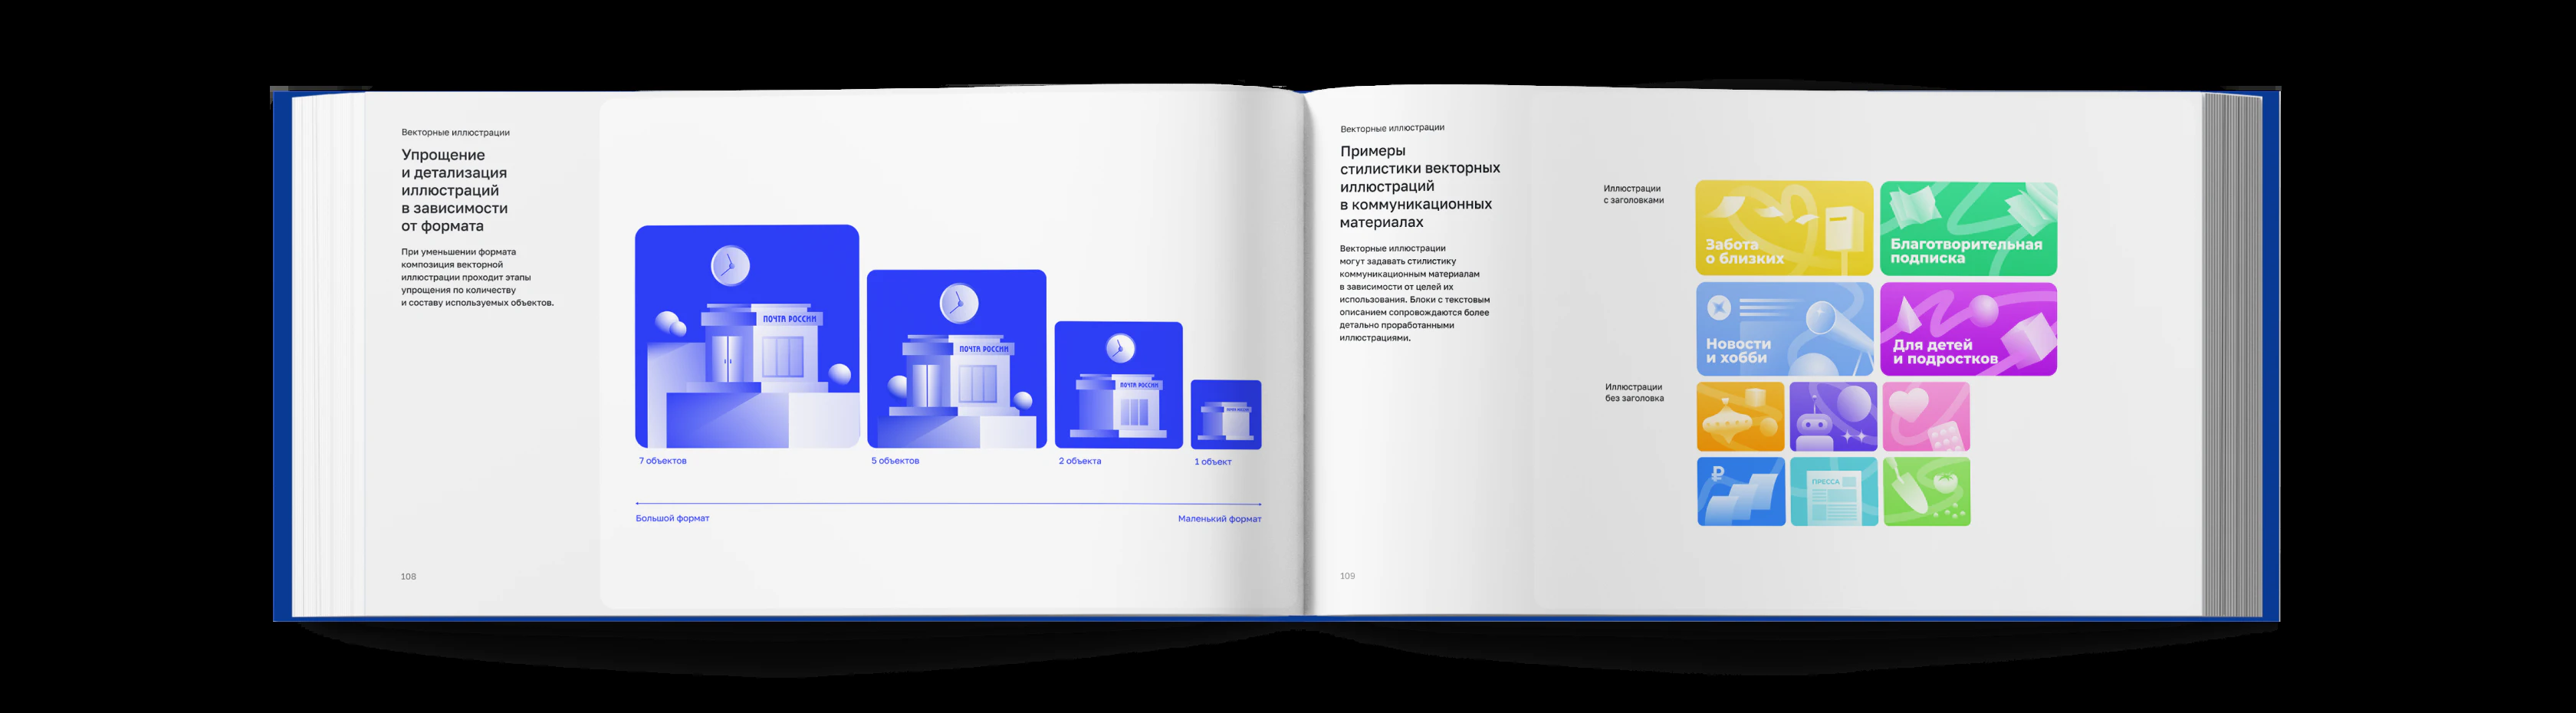 Векторные иллюстрации
Упрощение
и детализация
иллюстраций
в зависимости
от формата
При уменьшении формата
композиция векторной
иллюстрации проходит этапы
упрощения по количеству
и составу используемых объектов.
ПОЧТА РОССИИ
ПОЧТА РОССИИ
ПОЧТА РОССИИ
ПОЧТА РОССИИ
7 объектов
5 объектов
2 объекта
1 объект
Большой формат
Маленький формат
108
Векторные иллюстрации
Примеры
стилистики векторных
иллюстраций
в коммуникационных
материалах
Векторные иллюстрации
могут задавать стилистику
коммуникационным материалам
в зависимости от целей их
использования. Блоки с текстовым
описанием сопровождаются более
детально проработанными
иллюстрациями.
Иллюстрации
с заголовками
Забота
о близких
Благотворительная
подписка
Новости
и хобби
Для детей
и подростков
Иллюстрации
без заголовка
₽
ПРЕССА
109